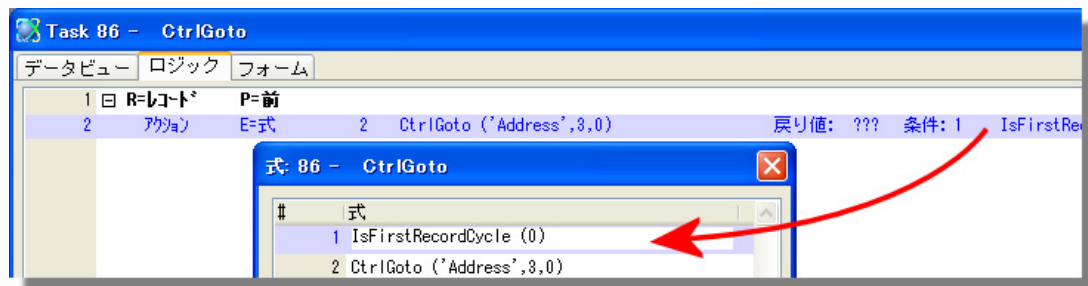 Task 86 - CtrlGoto
データビュー ロジック フォーム
1 R=レコード P=前
2 アクション E=式 2 CtrlGoto ('Address',3,0) 戻り値: ??? 条件: 1 IsFirstRe
式: 86 - CtrlGoto
# 式
1 IsFirstRecordCycle (0)
2 CtrlGoto ('Address',3,0)